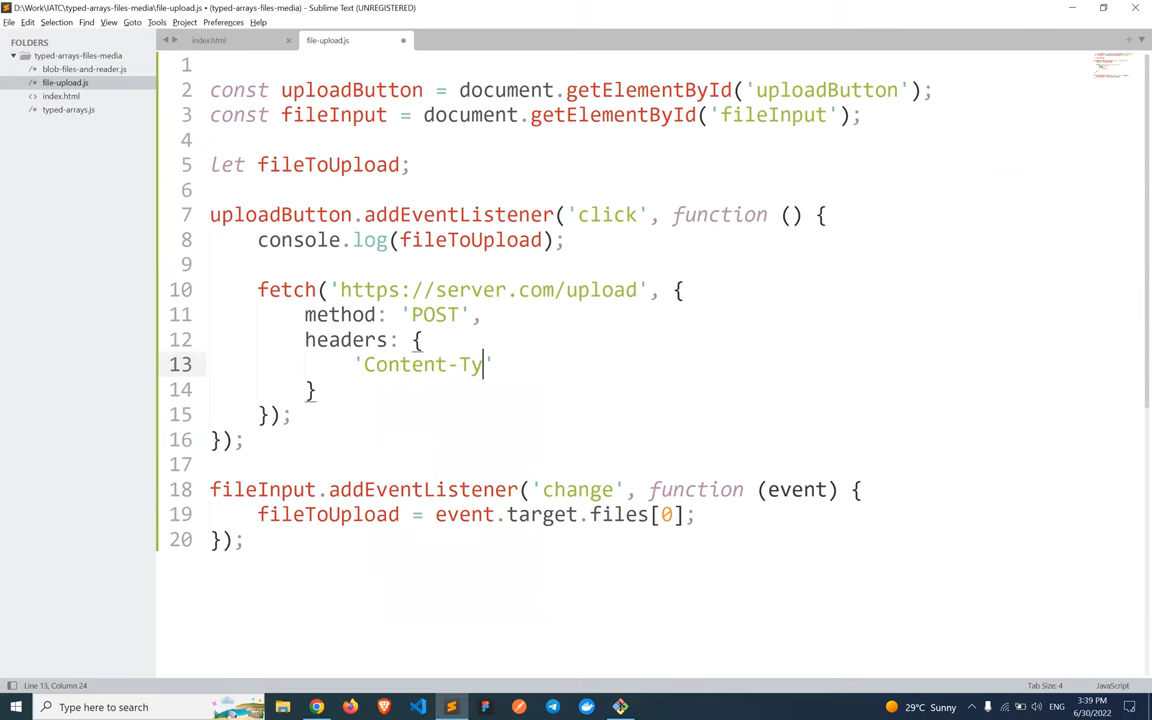 D:\Work\IATC\typed-arrays-files-media\file-upload.js • (typed-arrays-files-media) - Sublime Text (UNREGISTERED)
File Edit Selection Find View Goto Tools Project Preferences Help
FOLDERS
typed-arrays-files-media
/* blob-files-and-reader.js
/* file-upload.js
<> index.html
/* typed-arrays.js
index.html
file-upload.js
1
2 const uploadButton = document.getElementById('uploadButton');
3 const fileInput = document.getElementById('fileInput');
4
5 let fileToUpload;
6
7 uploadButton.addEventListener('click', function () {
8 console.log(fileToUpload);
9
10 fetch('https://server.com/upload', {
11 method: 'POST',
12 headers: {
13 'Content-Ty'
14 }
15 });
16 });
17
18 fileInput.addEventListener('change', function (event) {
19 fileToUpload = event.target.files[0];
20 });
Line 13, Column 24
Tab Size: 4
JavaScript
Type here to search
29°C Sunny
ENG
3:39 PM
6/30/2022